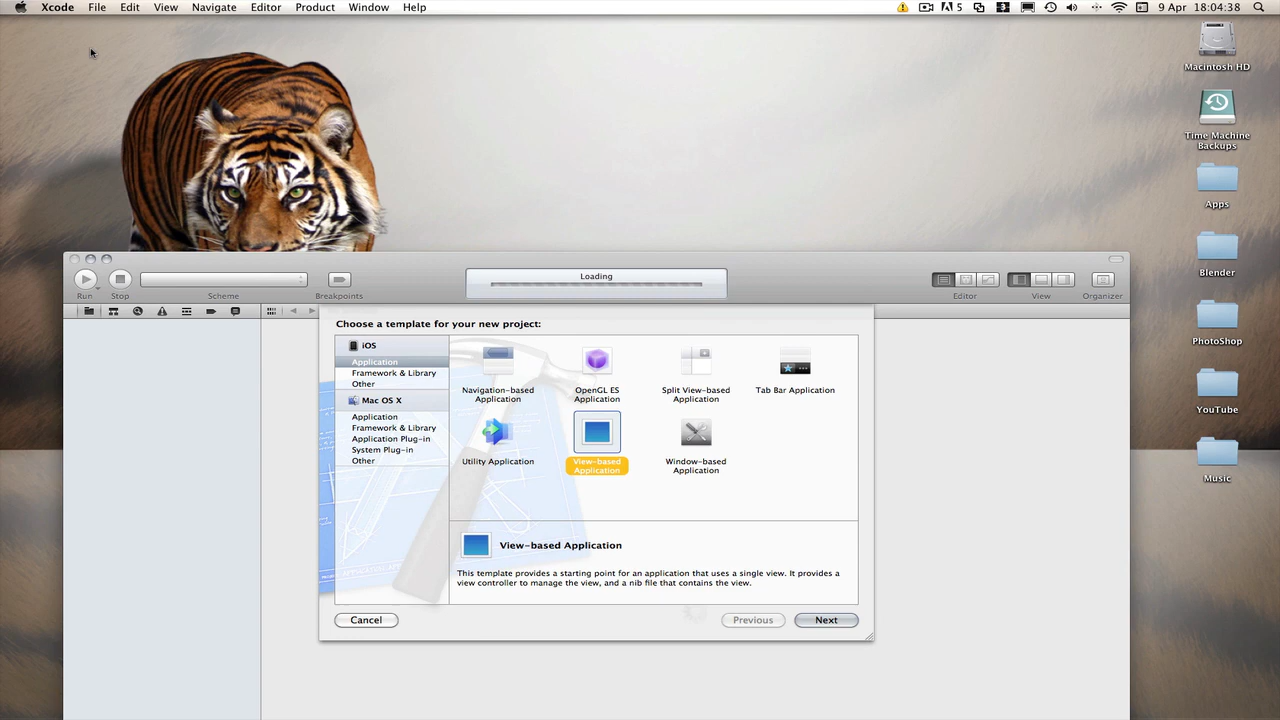 Xcode File Edit View Navigate Editor Product Window Help 5 3 9 Apr 18:04:38
Macintosh HD
Time Machine
Backups
Apps
Blender
PhotoShop
YouTube
Music
Loading
Run Stop Scheme Breakpoints Editor View Organizer
Choose a template for your new project:
iOS
Application
Framework & Library
Other
Mac OS X
Application
Framework & Library
Application Plug-in
System Plug-in
Other
Navigation-based
Application
OpenGL ES
Application
Split View-based
Application
Tab Bar Application
Utility Application
View-based
Application
Window-based
Application
View-based Application
This template provides a starting point for an application that uses a single view. It provides a
view controller to manage the view, and a nib file that contains the view.
Cancel Previous Next